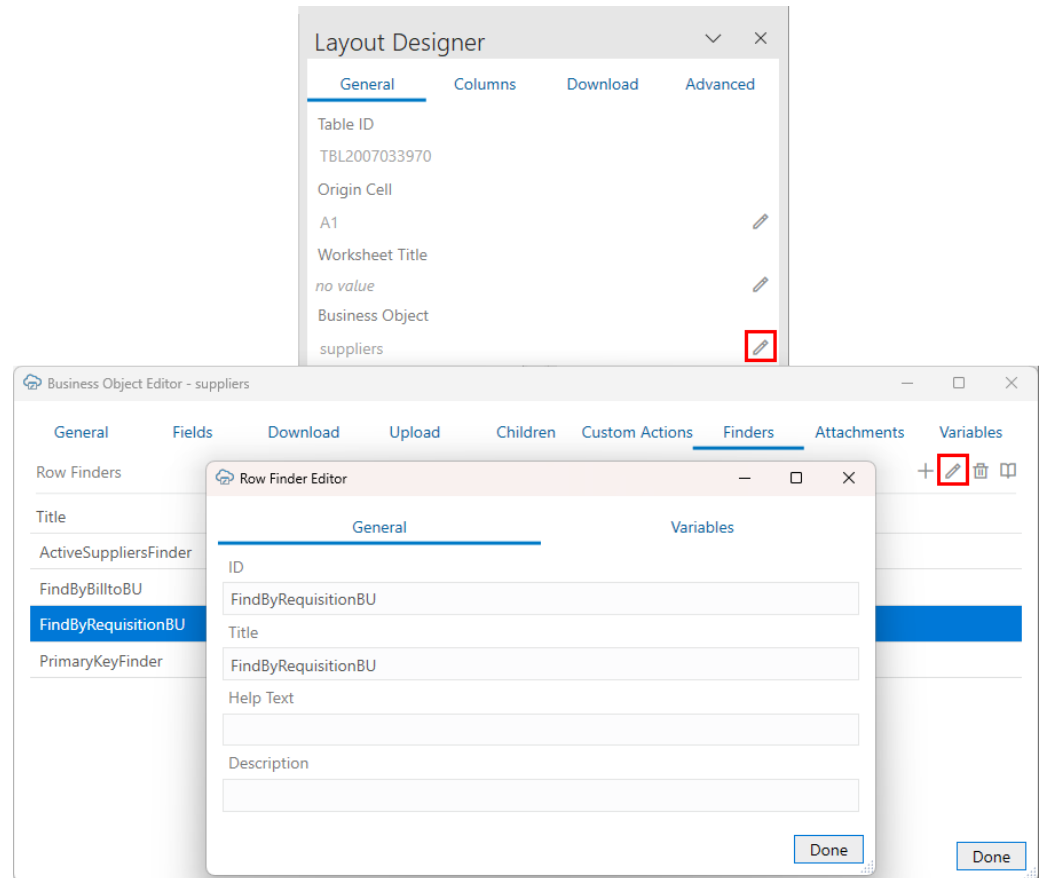 Layout Designer
General Columns Download Advanced
Table ID
TBL2007033970
Origin Cell
A1
Worksheet Title
no value
Business Object
suppliers
Business Object Editor - suppliers
General Fields Download Upload Children Custom Actions Finders Attachments Variables
Row Finders
Title
ActiveSuppliersFinder
FindByBilltoBU
FindByRequisitionBU
PrimaryKeyFinder
Row Finder Editor
General Variables
ID
FindByRequisitionBU
Title
FindByRequisitionBU
Help Text
Description
Done
Done